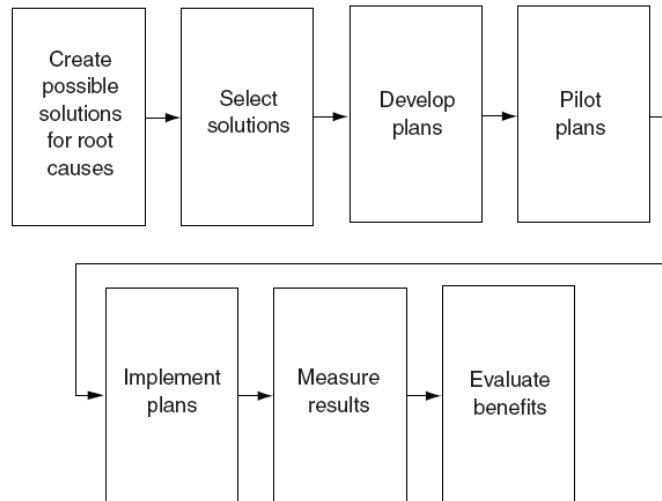 Create
possible
solutions
for root
causes
Select
solutions
Develop
plans
Pilot
plans
Implement
plans
Measure
results
Evaluate
benefits